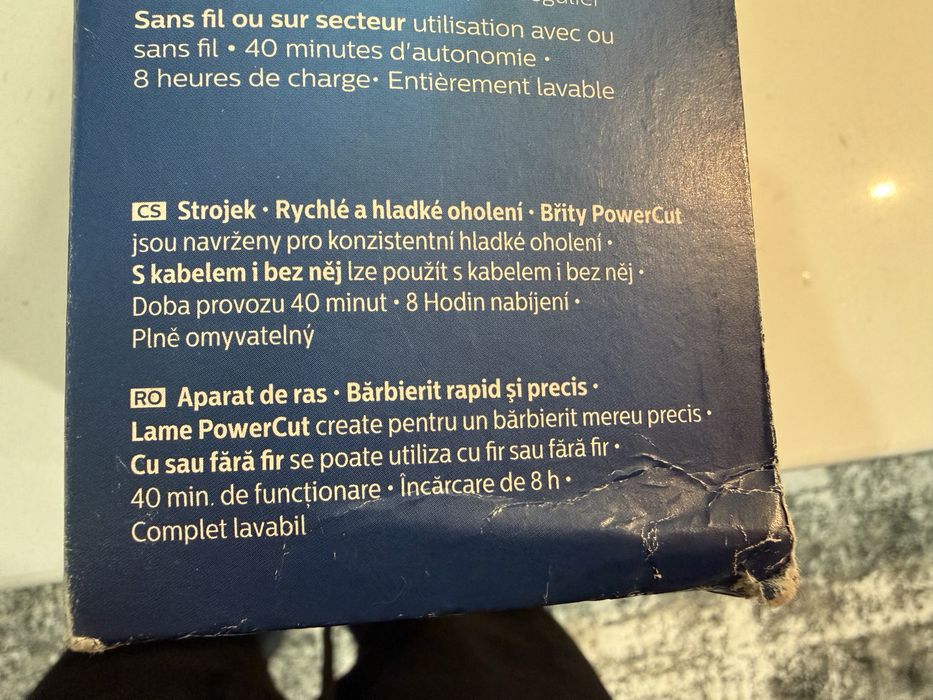 Sans fil ou sur secteur utilisation avec ou
sans fil • 40 minutes d'autonomie •
8 heures de charge• Entièrement lavable
CS Strojek • Rychlé a hladké oholení • Břity PowerCut
jsou navrženy pro konzistentní hladké oholení •
S kabelem i bez něj lze použít s kabelem i bez něj •
Doba provozu 40 minut • 8 Hodin nabíjení •
Plně omyvatelný
RO Aparat de ras • Bărbierit rapid și precis •
Lame PowerCut create pentru un bărbierit mereu precis •
Cu sau fără fir se poate utiliza cu fir sau fără fir •
40 min. de funcționare • Încărcare de 8 h •
Complet lavabil